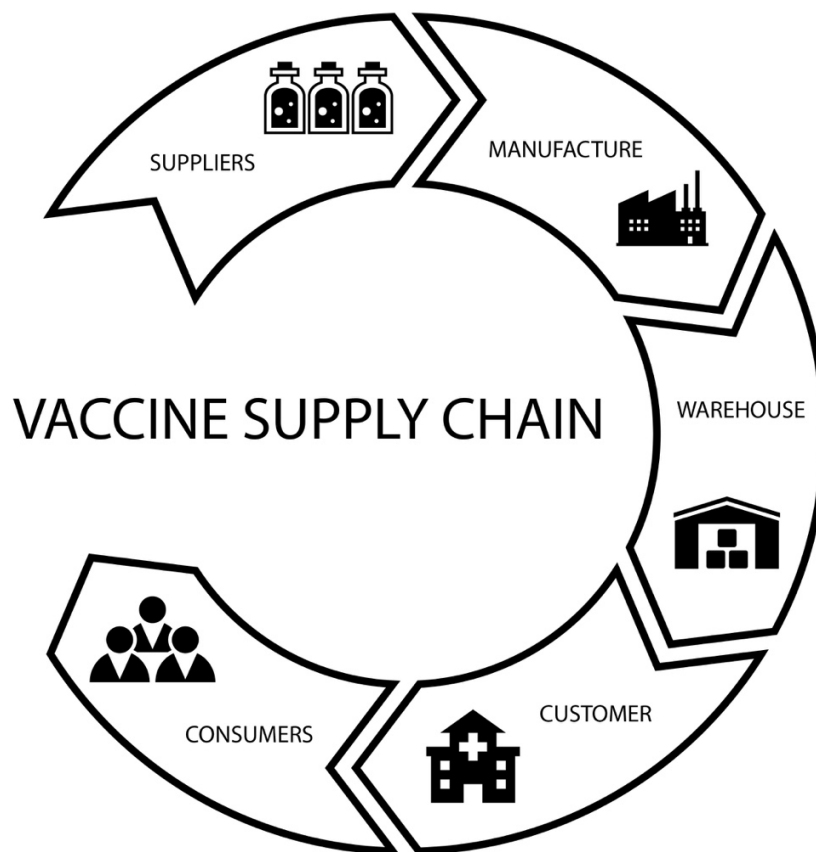 SUPPLIERS
MANUFACTURE
VACCINE SUPPLY CHAIN
WAREHOUSE
CUSTOMER
CONSUMERS